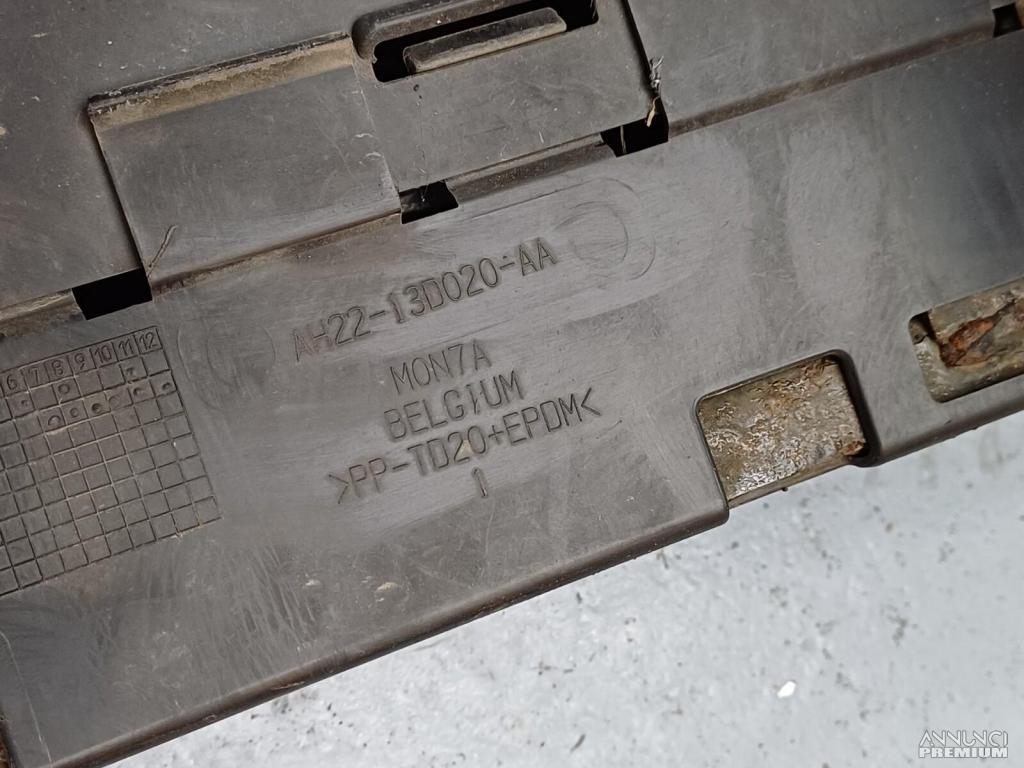 AH22-13D020-AA
MON7A
BELGIUM
>PP-TD20+EPDM<
1
6 7 8 9 10 11 12
ANNUNCI
PREMIUM